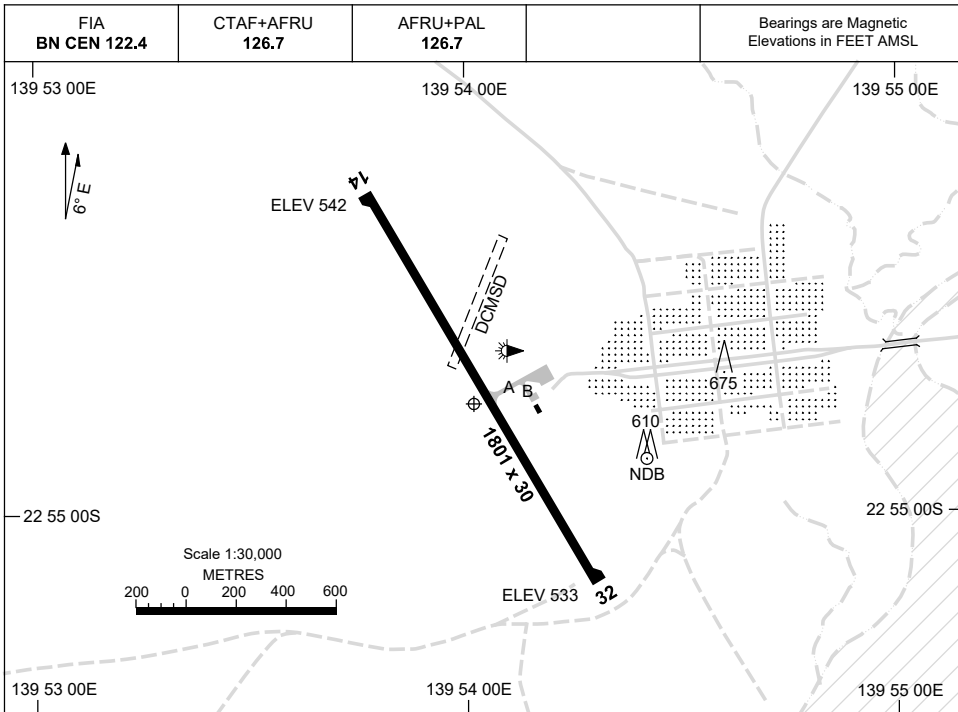 FIA
BN CEN 122.4
CTAF+AFRU
126.7
AFRU+PAL
126.7
Bearings are Magnetic
Elevations in FEET AMSL
139 53 00E
139 54 00E
139 55 00E
6° E
14
ELEV 542
DCMSD
A
B
675
610
NDB
1801 x 30
22 55 00S
22 55 00S
Scale 1:30,000
METRES
200 0 200 400 600
ELEV 533
32
139 53 00E
139 54 00E
139 55 00E